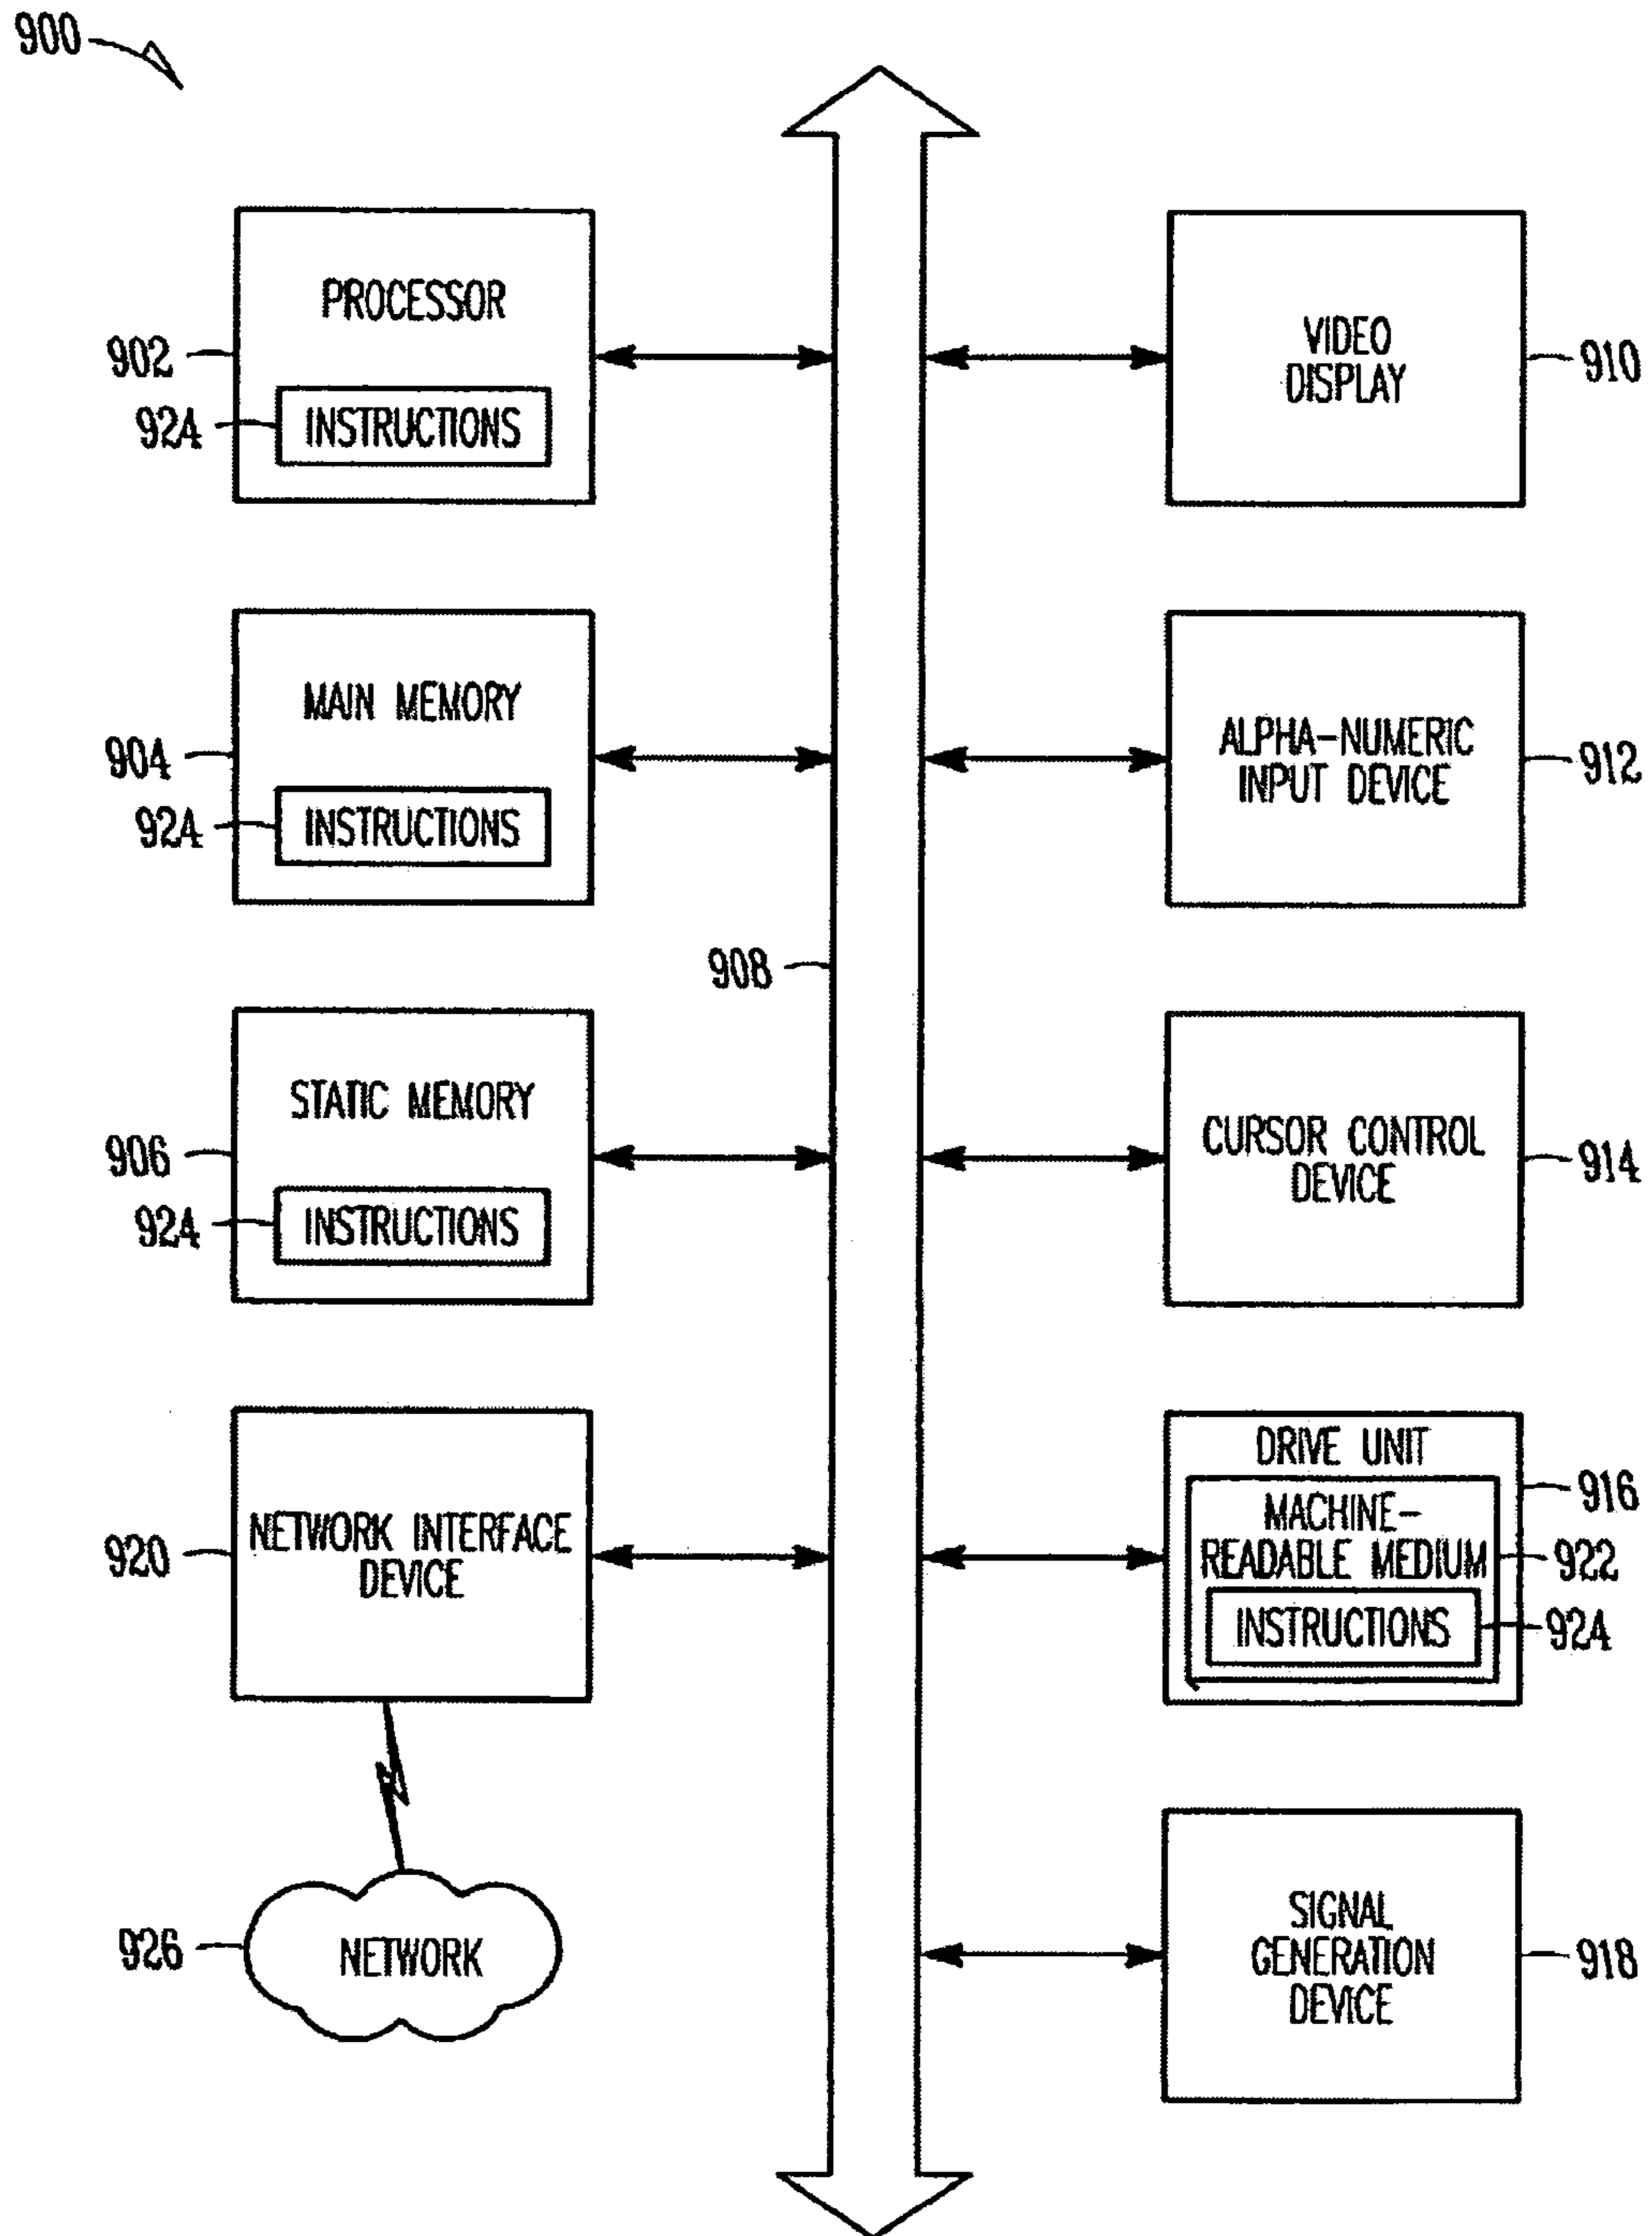 900
PROCESSOR
902
924
INSTRUCTIONS
VIDEO
DISPLAY
910
MAIN MEMORY
904
924
INSTRUCTIONS
ALPHA-NUMERIC
INPUT DEVICE
912
908
STATIC MEMORY
906
924
INSTRUCTIONS
CURSOR CONTROL
DEVICE
914
NETWORK INTERFACE
DEVICE
920
DRIVE UNIT
916
MACHINE-
READABLE MEDIUM
922
INSTRUCTIONS
924
926
NETWORK
SIGNAL
GENERATION
DEVICE
918